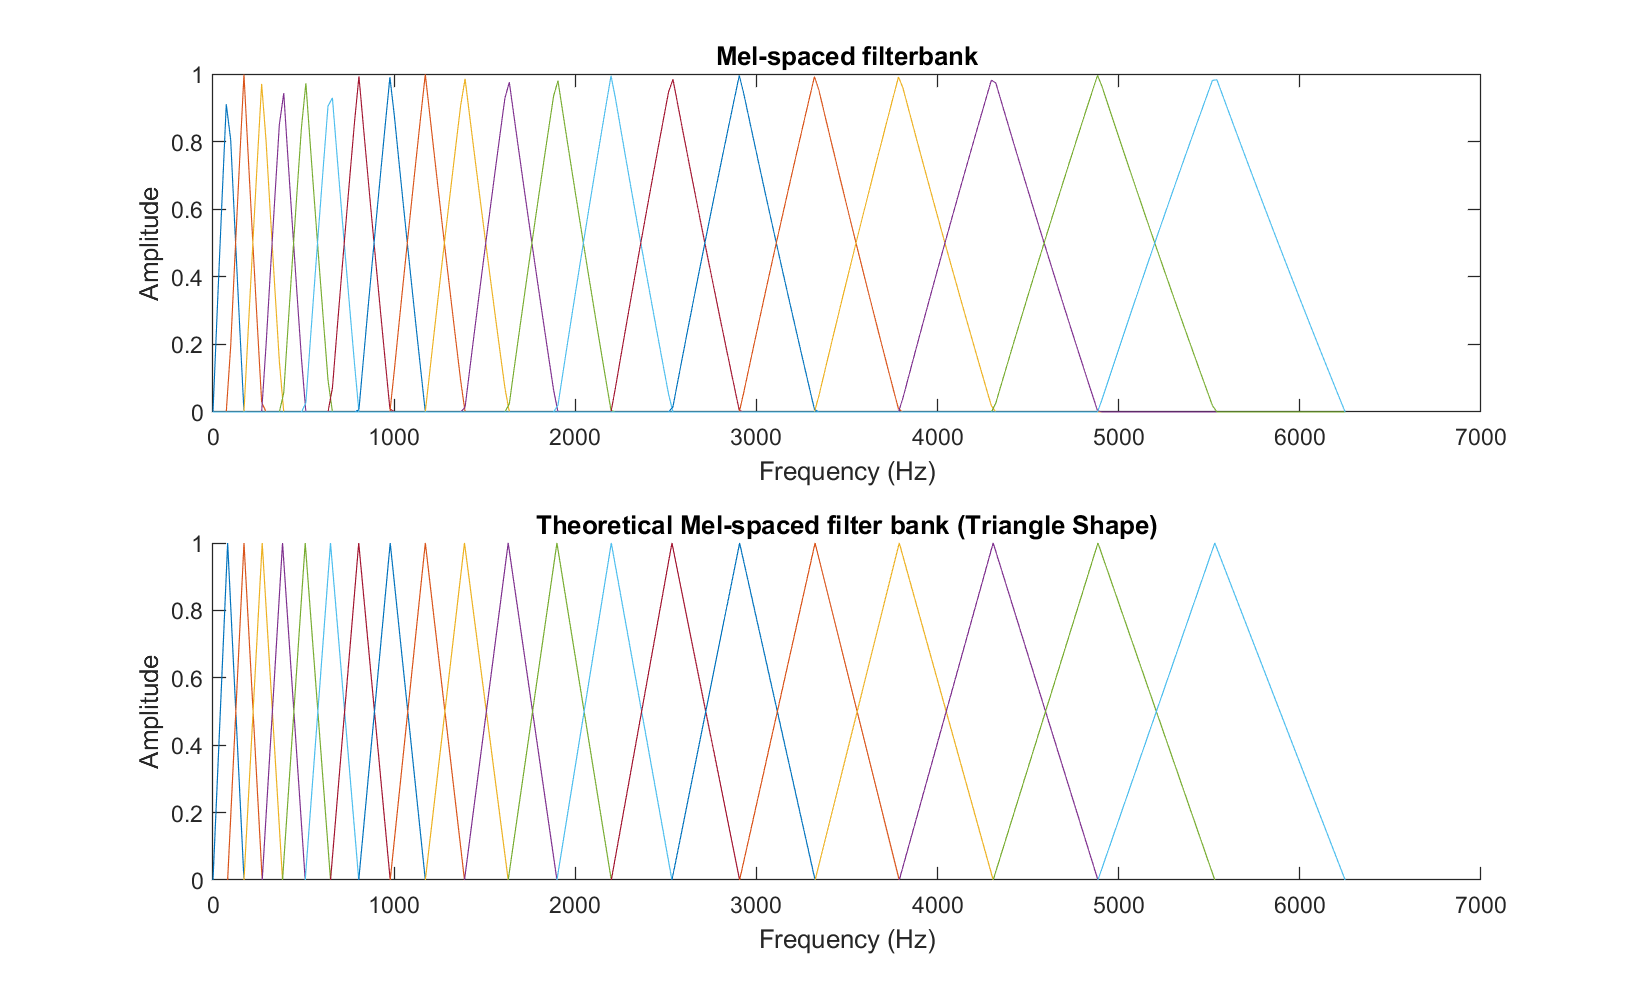 Mel-spaced filterbank
1
0.8
0.6
0.4
0.2
0
Amplitude
0 1000 2000 3000 4000 5000 6000 7000
Frequency (Hz)
Theoretical Mel-spaced filter bank (Triangle Shape)
1
0.8
0.6
0.4
0.2
0
Amplitude
0 1000 2000 3000 4000 5000 6000 7000
Frequency (Hz)